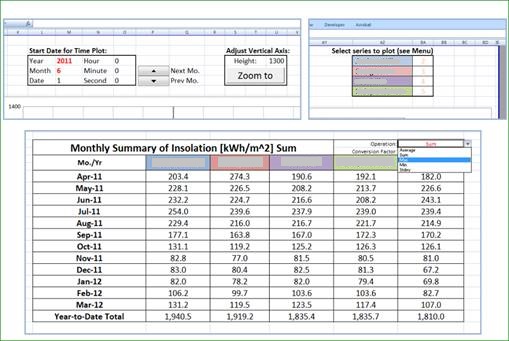 Developer Acrobat
K L M N O P Q R S T U
AY AZ BA BB BC BD
Start Date for Time Plot: Adjust Vertical Axis:
Year 2011 Hour 0 Height: 1300
Month 6 Minute 0 Next Mo. Zoom to
Date 1 Second 0 Prev Mo.
1400
Select series to plot (see Menu)
Monthly Summary of Insolation [kWh/m^2] Sum
Operation: Sum
Conversion Factor:
Average
Sum
Max
Min
Stdev
Mo./Yr
Apr-11 203.4 274.3 190.6 192.1 182.0
May-11 228.1 226.5 208.2 213.7 226.6
Jun-11 232.2 224.7 216.6 208.2 243.1
Jul-11 254.0 239.6 237.9 239.0 239.4
Aug-11 229.4 216.0 216.7 221.7 214.9
Sep-11 177.1 163.8 167.0 172.3 170.2
Oct-11 131.1 119.2 125.2 126.3 126.1
Nov-11 82.8 77.0 81.5 80.5 81.0
Dec-11 83.0 80.4 82.5 81.3 67.2
Jan-12 82.0 78.2 82.0 79.4 69.8
Feb-12 106.2 99.7 103.6 103.6 82.7
Mar-12 131.2 119.5 123.5 117.4 107.0
Year-to-Date Total 1,940.5 1,919.2 1,835.4 1,835.7 1,810.0